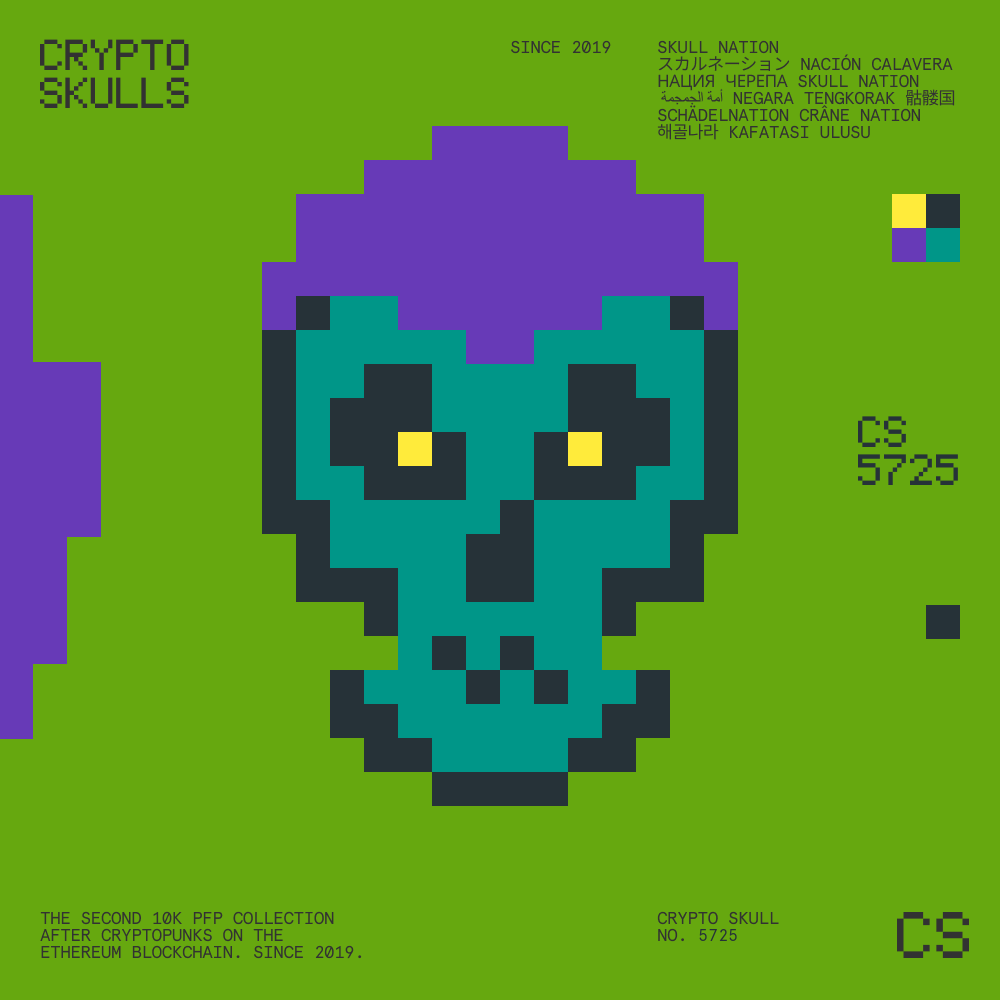 CRYPTO
SKULLS
SINCE 2019
SKULL NATION
スカルネーション NACIÓN CALAVERA
НАЦИЯ ЧЕРЕПА SKULL NATION
أمة الجمجمة NEGARA TENGKORAK 骷髅国
SCHÄDELNATION CRÂNE NATION
해골나라 KAFATASI ULUSU
CS
5725
THE SECOND 10K PFP COLLECTION
AFTER CRYPTOPUNKS ON THE
ETHEREUM BLOCKCHAIN. SINCE 2019.
CRYPTO SKULL
NO. 5725
CS